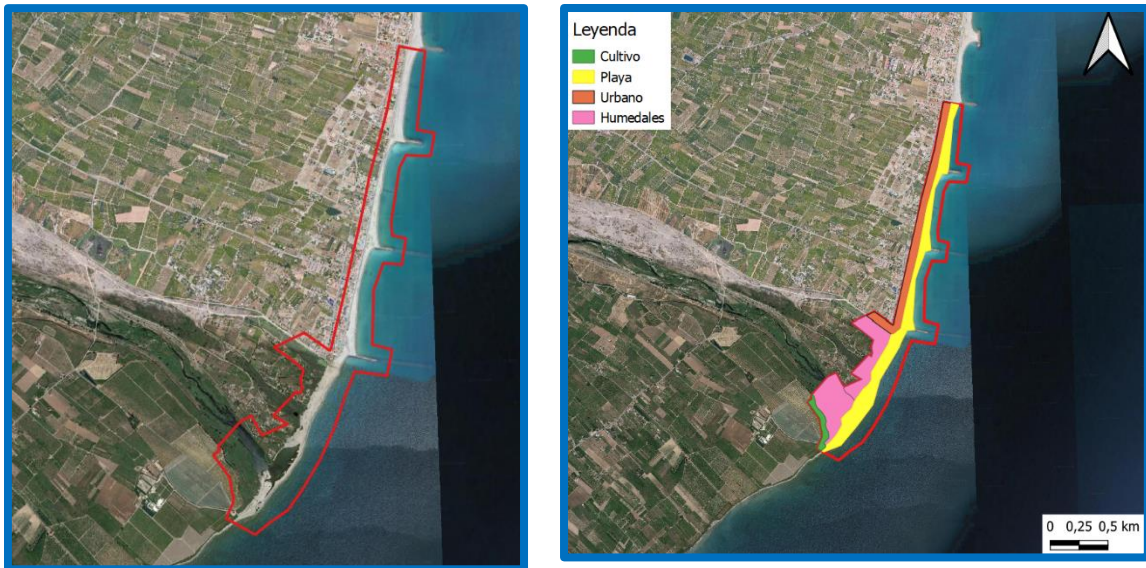 Leyenda
Cultivo
Playa
Urbano
Humedales
0 0,25 0,5 km